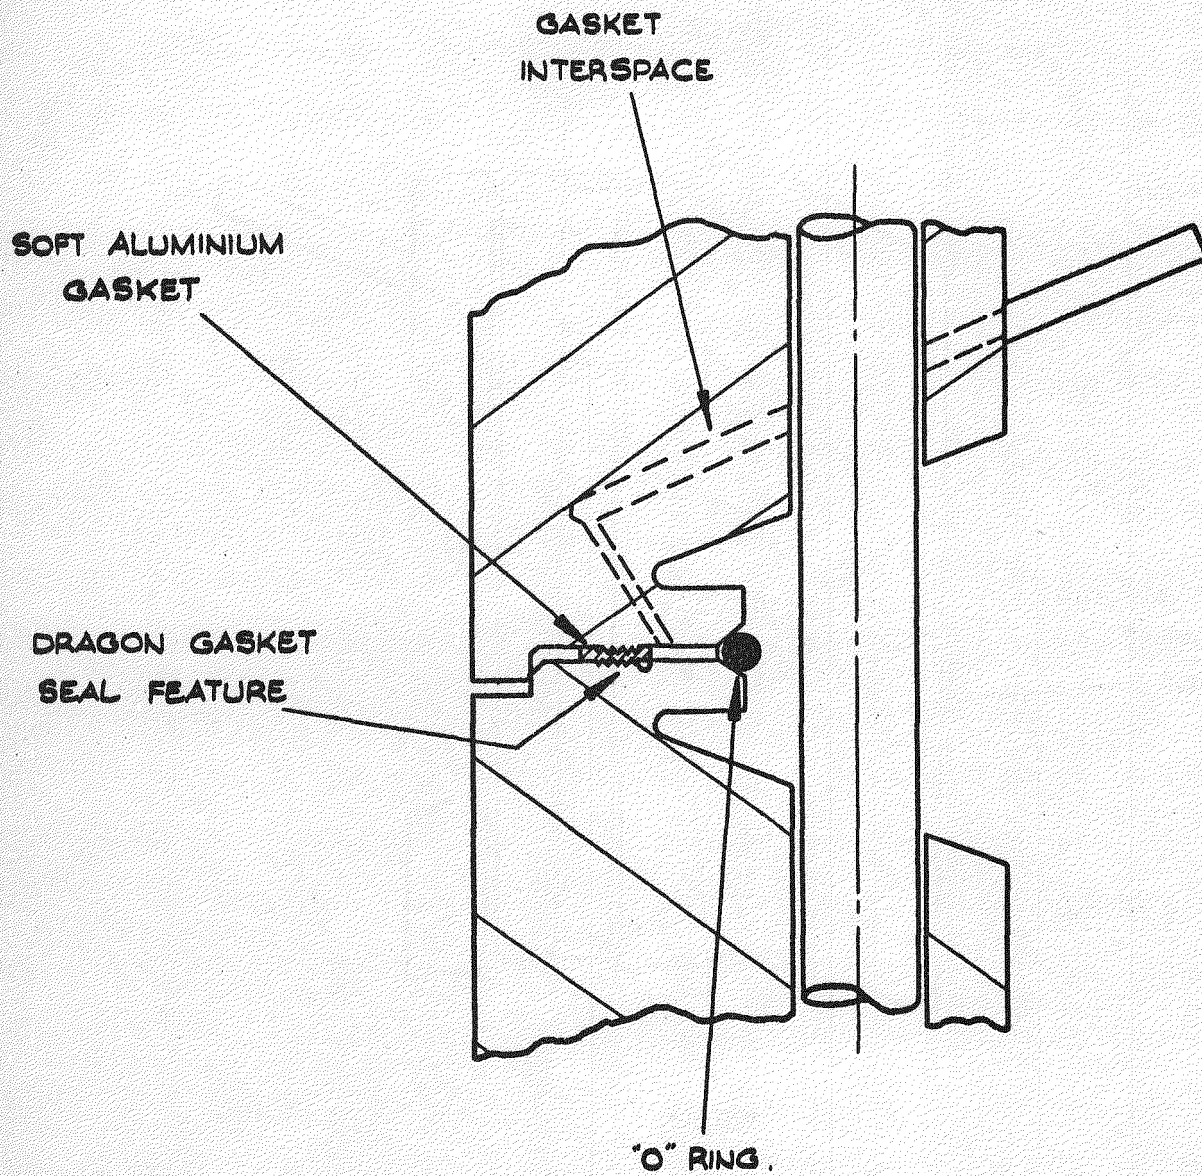 GASKET
INTERSPACE
SOFT ALUMINIUM
GASKET
DRAGON GASKET
SEAL FEATURE
"O" RING.